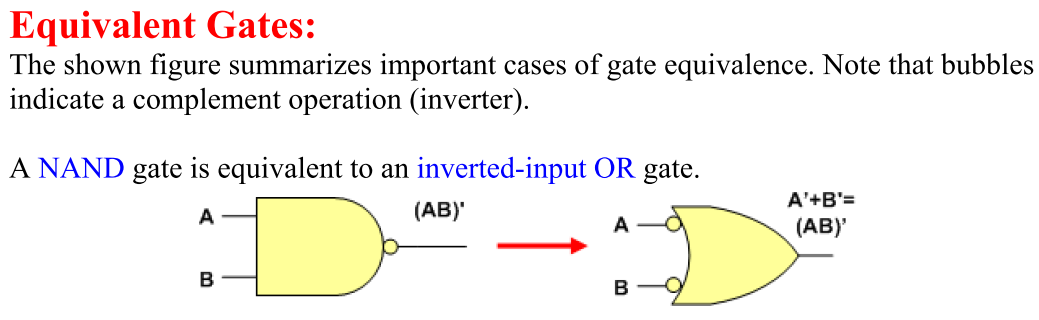 Equivalent Gates:
The shown figure summarizes important cases of gate equivalence. Note that bubbles
indicate a complement operation (inverter).
A NAND gate is equivalent to an inverted-input OR gate.
A
(AB)'
B
A
A'+B'=
(AB)’
B